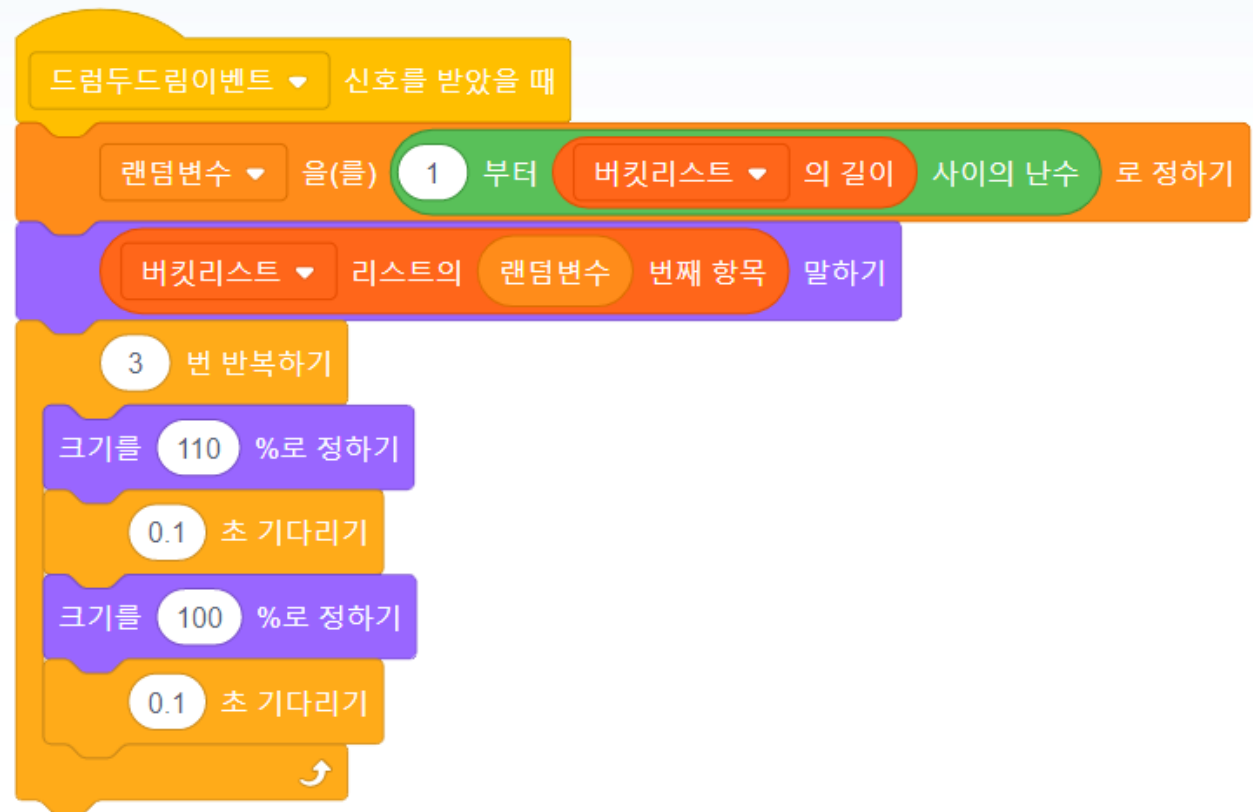 드럼두드림이벤트 신호를 받았을 때
랜덤변수 을(를) 1 부터 버킷리스트 의 길이 사이의 난수 로 정하기
버킷리스트 리스트의 랜덤변수 번째 항목 말하기
3 번 반복하기
크기를 110 %로 정하기
0.1 초 기다리기
크기를 100 %로 정하기
0.1 초 기다리기